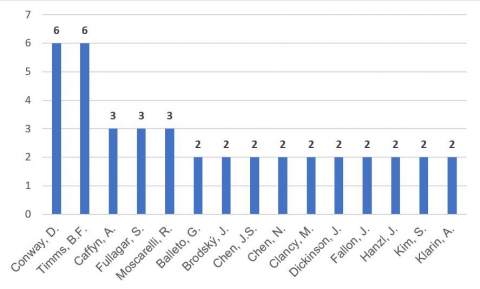 7
6
5
4
3
2
1
0
6
6
3
3
3
2
2
2
2
2
2
2
2
2
2
Conway, D.
Timms, B.F.
Caffyn, A.
Fullagar, S.
Moscarelli, R.
Balleto, G.
Brodský, J.
Chen, J.S.
Chen, N.
Clancy, M.
Dickinson, J.
Fallon, J.
Hanzl, J.
Kim, S.
Klarin, A.